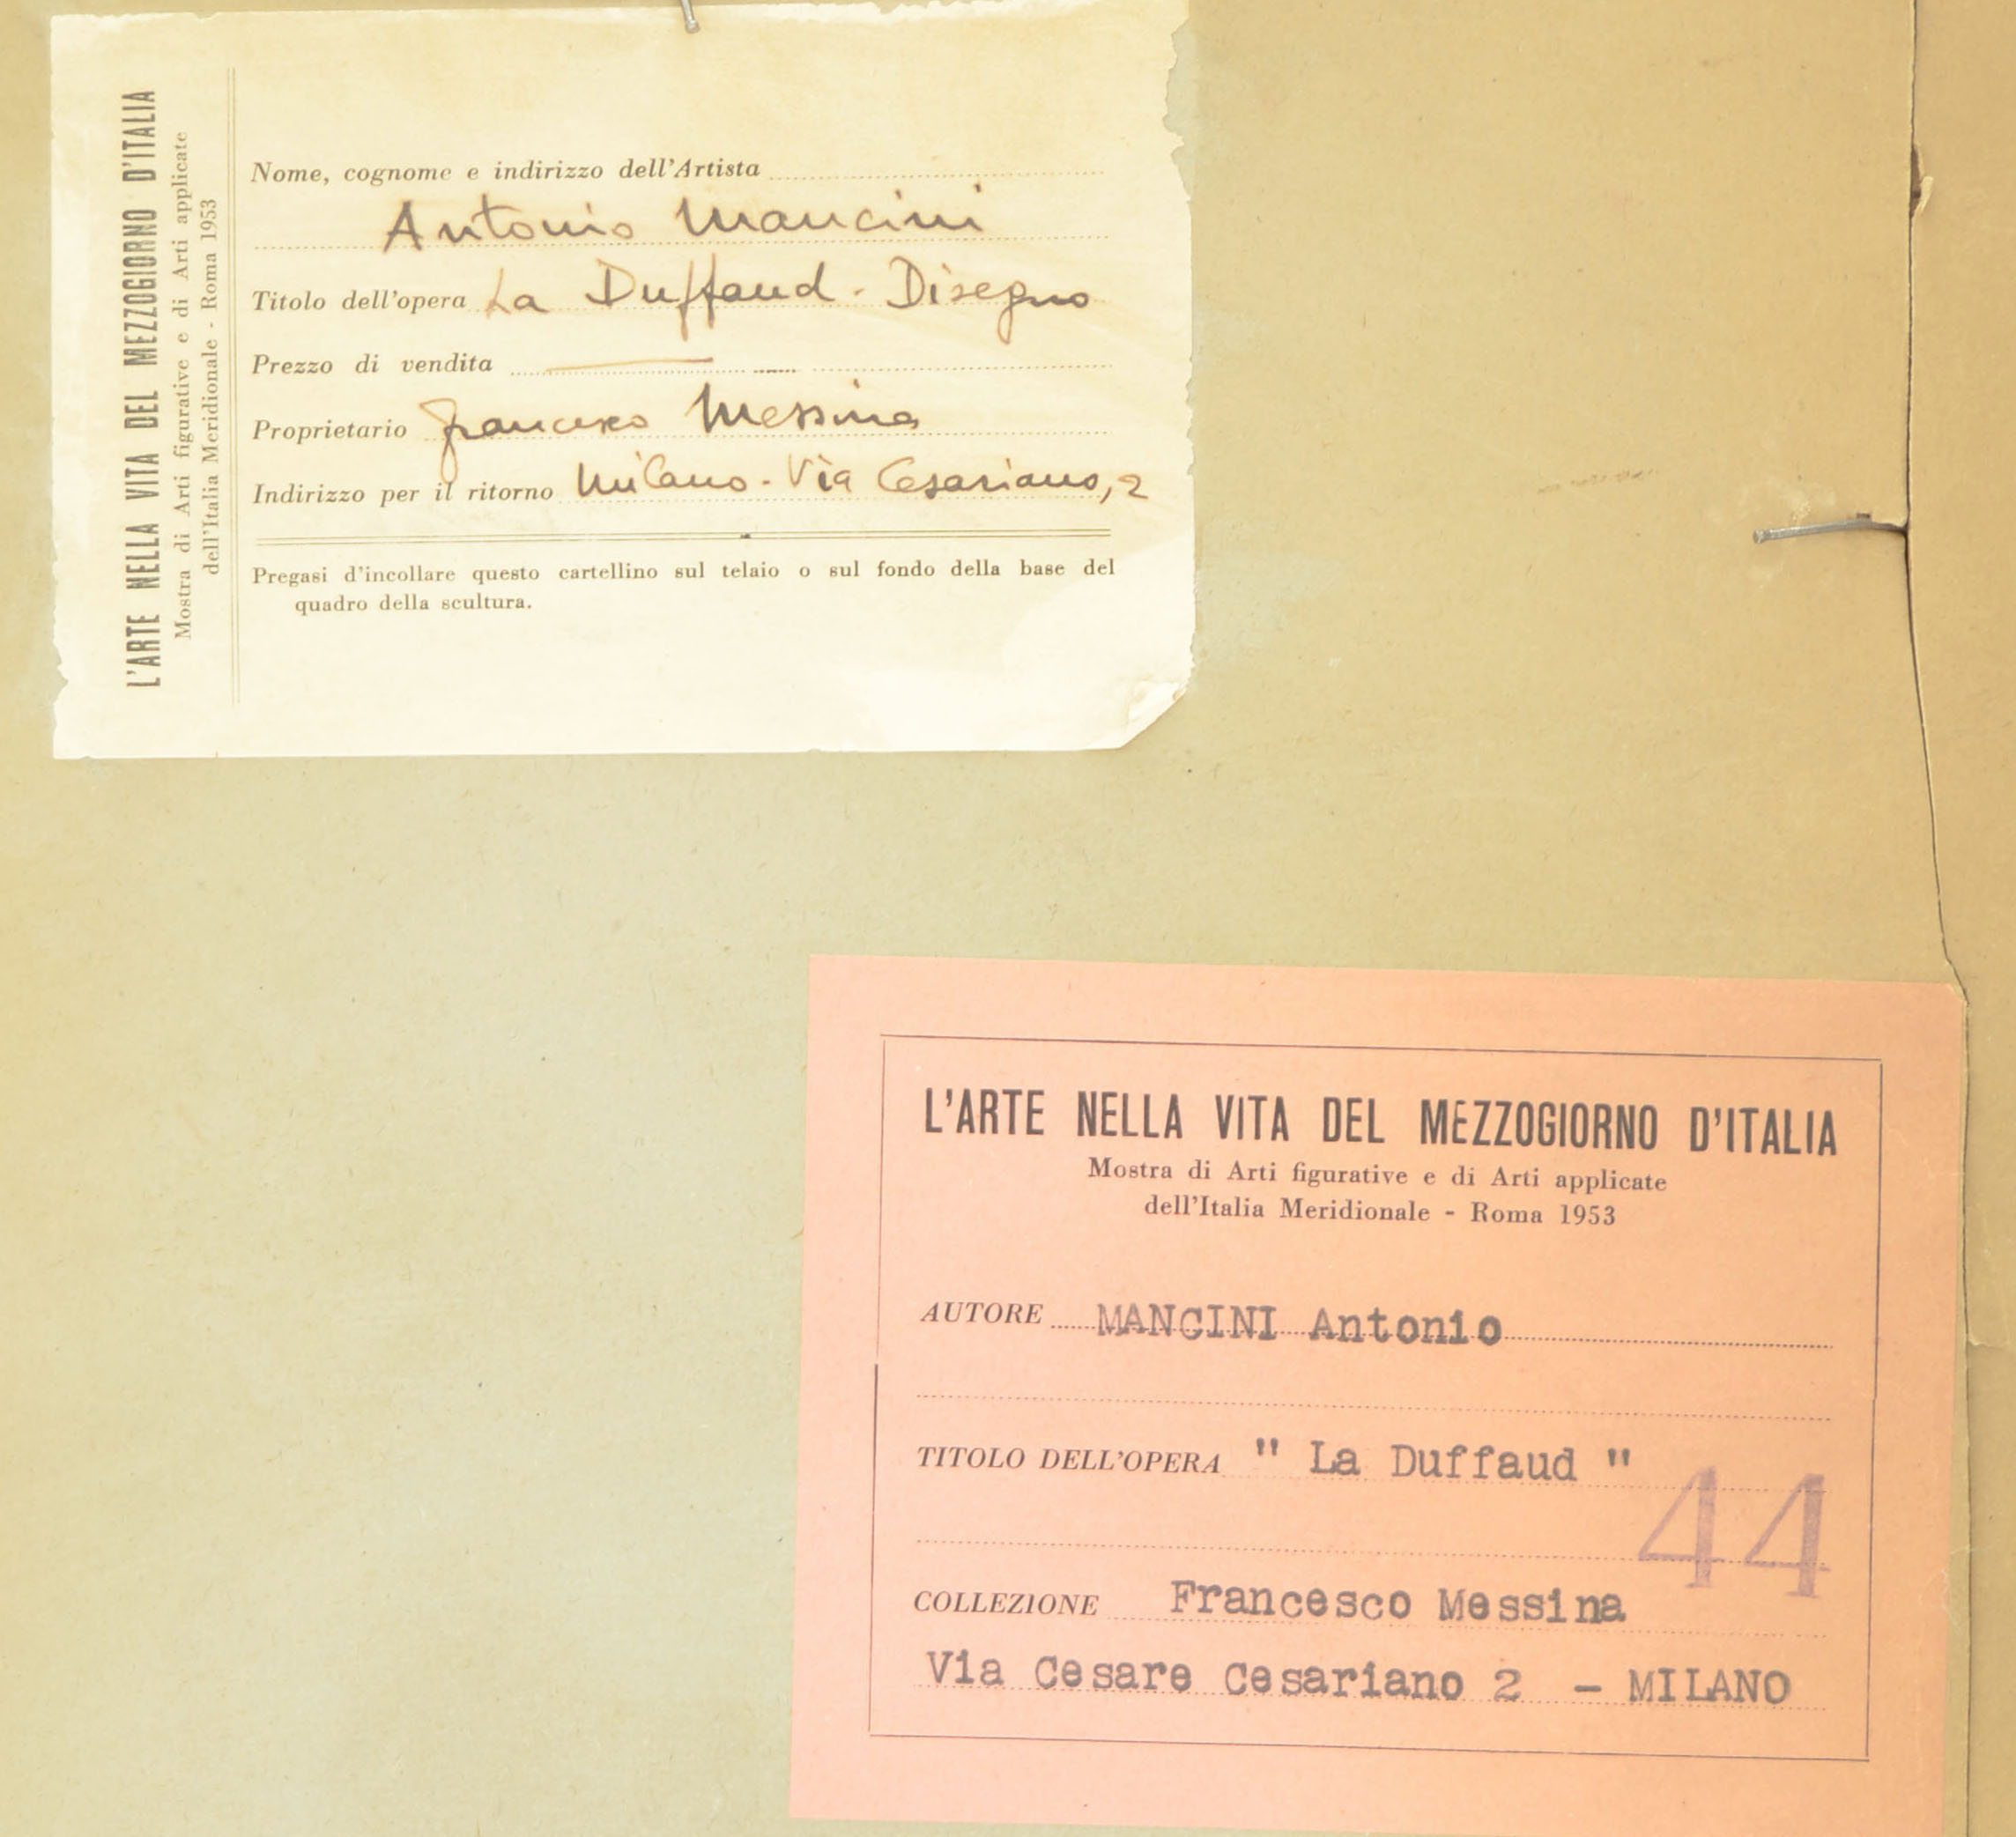 L'ARTE NELLA VITA DEL MEZZOGIORNO D'ITALIA
Mostra di Arti figurative e di Arti applicate
dell'Italia Meridionale - Roma 1953
Nome, cognome e indirizzo dell'Artista
Antonio Mancini
Titolo dell'opera La Duffaud - Disegno
Prezzo di vendita
Proprietario Francesco Messina
Indirizzo per il ritorno Milano - Via Cesariano, 2
Pregasi d'incollare questo cartellino sul telaio o sul fondo della base del
quadro della scultura.
L'ARTE NELLA VITA DEL MEZZOGIORNO D'ITALIA
Mostra di Arti figurative e di Arti applicate
dell'Italia Meridionale - Roma 1953
AUTORE MANCINI Antonio
TITOLO DELL'OPERA " La Duffaud "
44
COLLEZIONE Francesco Messina
Via Cesare Cesariano 2 - MILANO